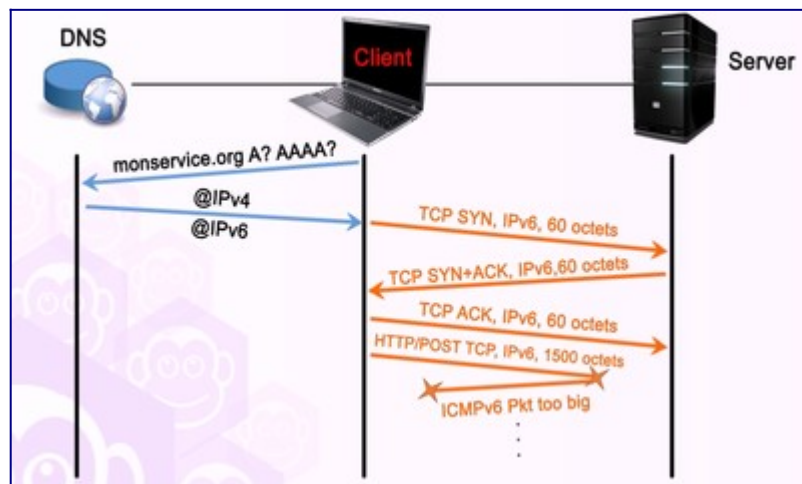 DNS
Client
Server
monservice.org A? AAAA?
@IPv4
@IPv6
TCP SYN, IPv6, 60 octets
TCP SYN+ACK, IPv6,60 octets
TCP ACK, IPv6, 60 octets
HTTP/POST TCP, IPv6, 1500 octets
ICMPv6 Pkt too big